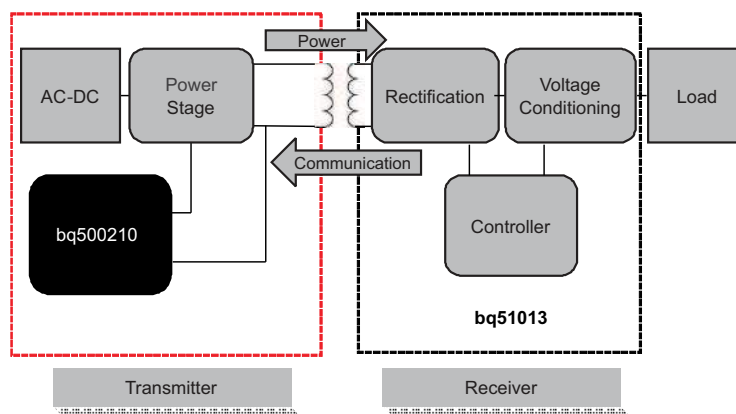 Power
AC-DC
Power
Stage
Rectification
Voltage
Conditioning
Load
Communication
bq500210
Controller
bq51013
Transmitter
Receiver